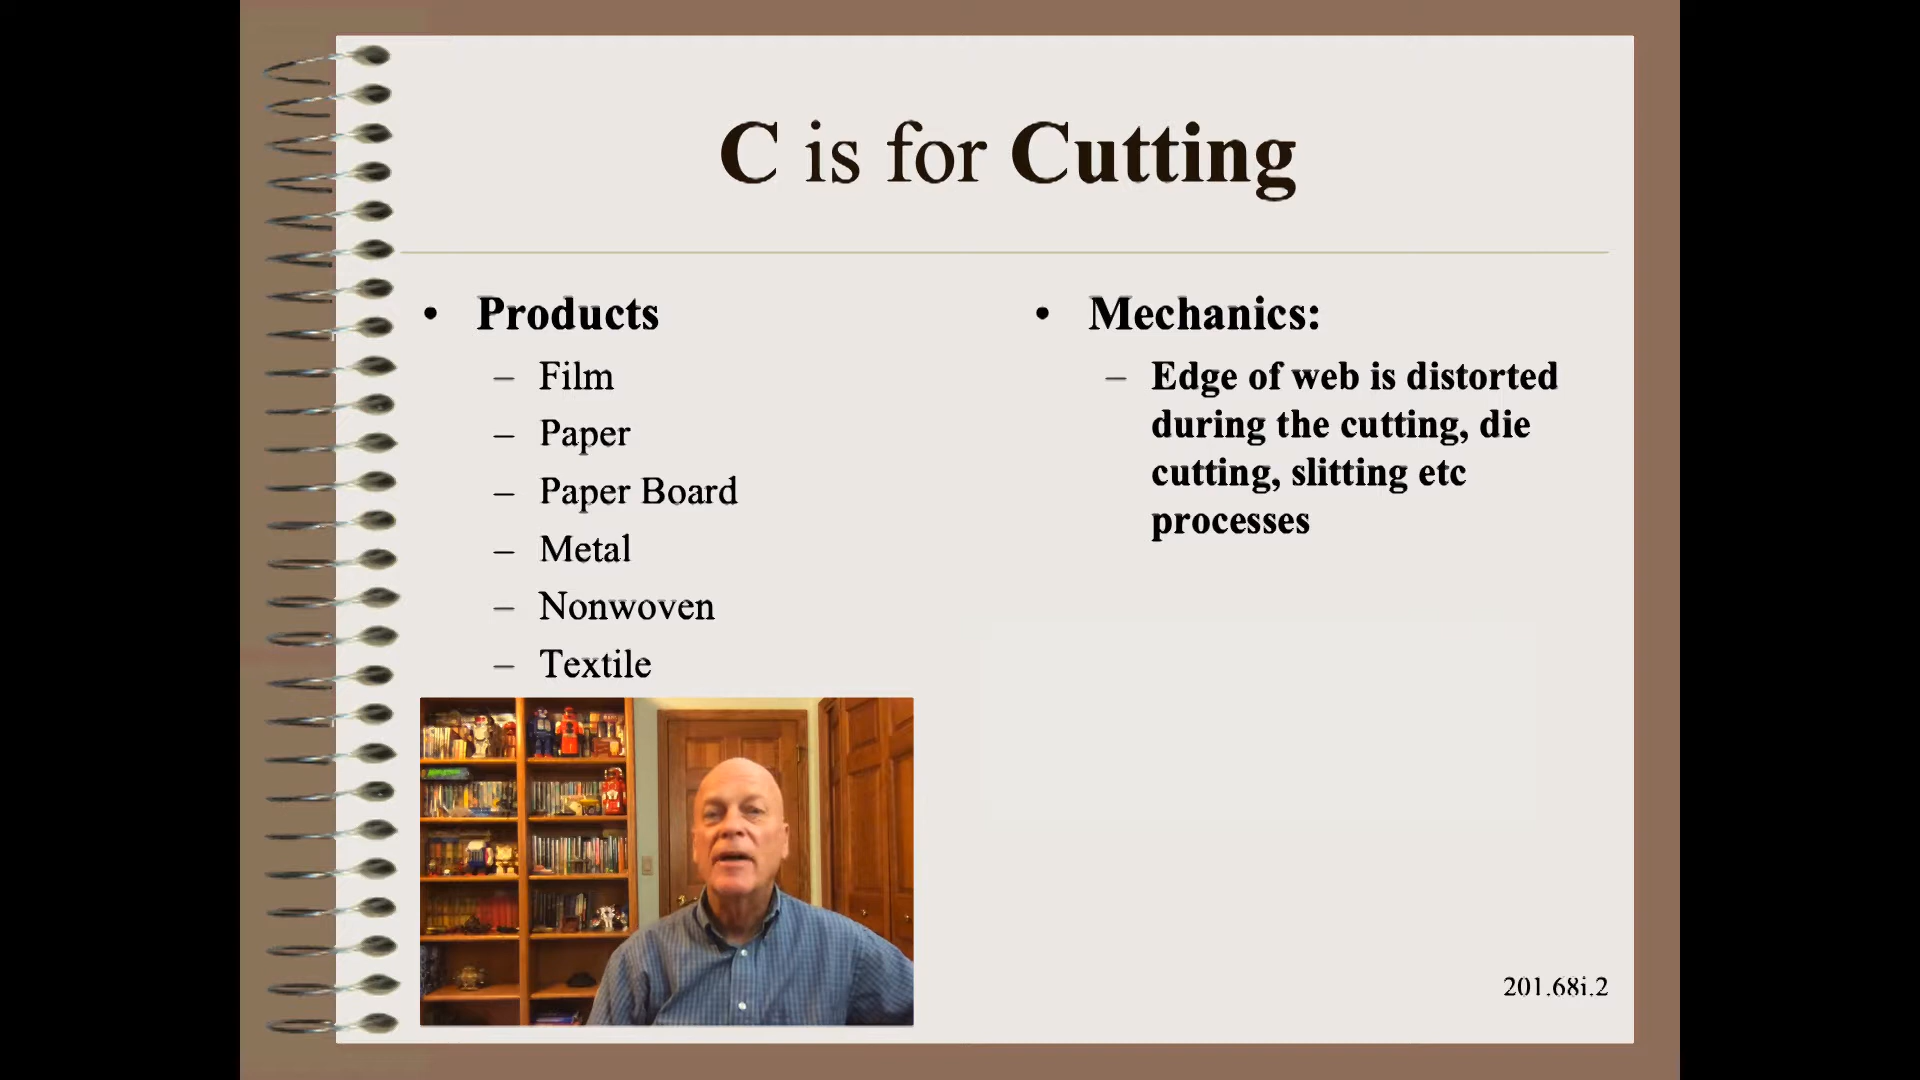 C is for Cutting
• Products
– Film
– Paper
– Paper Board
– Metal
– Nonwoven
– Textile
• Mechanics:
– Edge of web is distorted
during the cutting, die
cutting, slitting etc
processes
201.68i.2